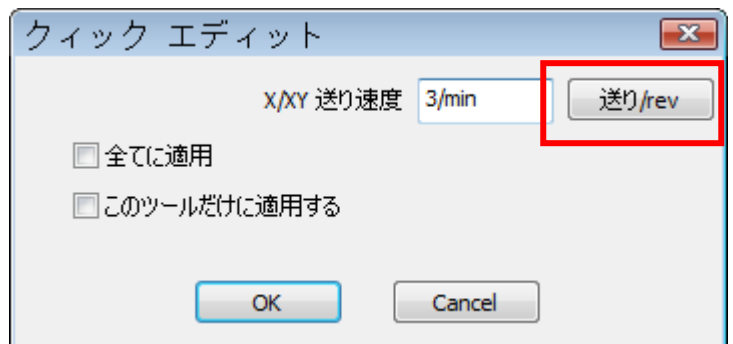 クィック エディット
X/XY 送り速度 3/min 送り/rev
全てに適用
このツールだけに適用する
OK Cancel